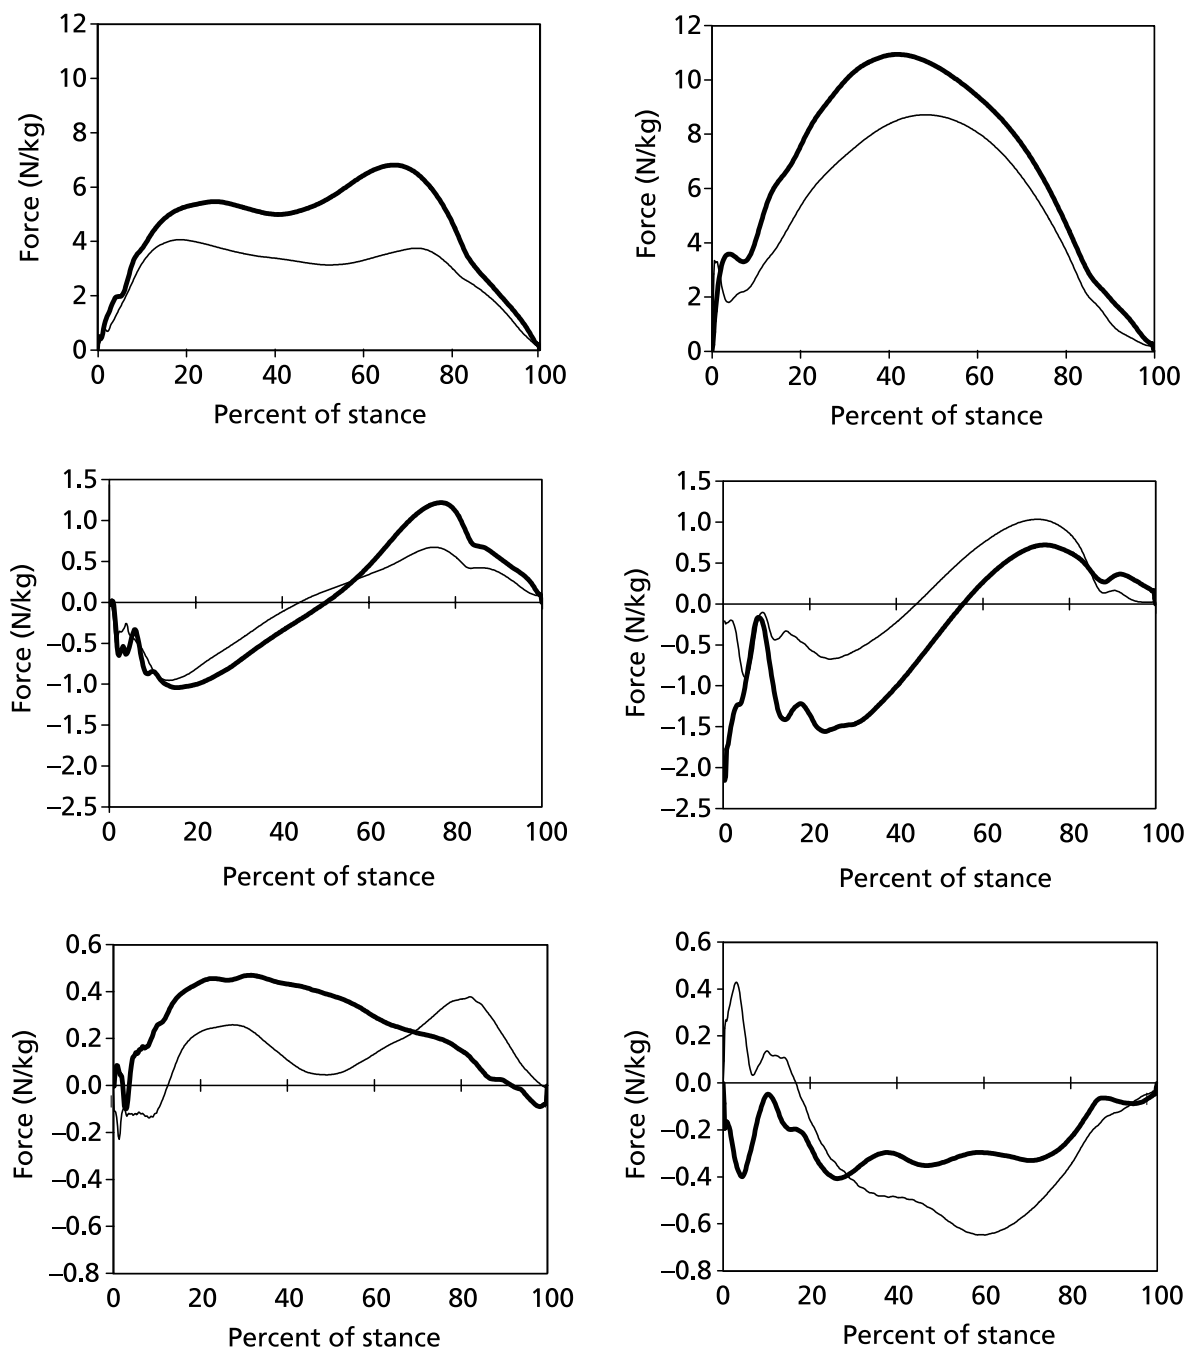 12
10
8
6
4
2
0
Force (N/kg)
0 20 40 60 80 100
Percent of stance
12
10
8
6
4
2
0
Force (N/kg)
0 20 40 60 80 100
Percent of stance
1.5
1.0
0.5
0.0
–0.5
–1.0
–1.5
–2.0
–2.5
Force (N/kg)
0 20 40 60 80 100
Percent of stance
1.5
1.0
0.5
0.0
–0.5
–1.0
–1.5
–2.0
–2.5
Force (N/kg)
0 20 40 60 80 100
Percent of stance
0.6
0.4
0.2
0.0
–0.2
–0.4
–0.6
–0.8
Force (N/kg)
0 20 40 60 80 100
Percent of stance
0.6
0.4
0.2
0.0
–0.2
–0.4
–0.6
–0.8
Force (N/kg)
0 20 40 60 80 100
Percent of stance